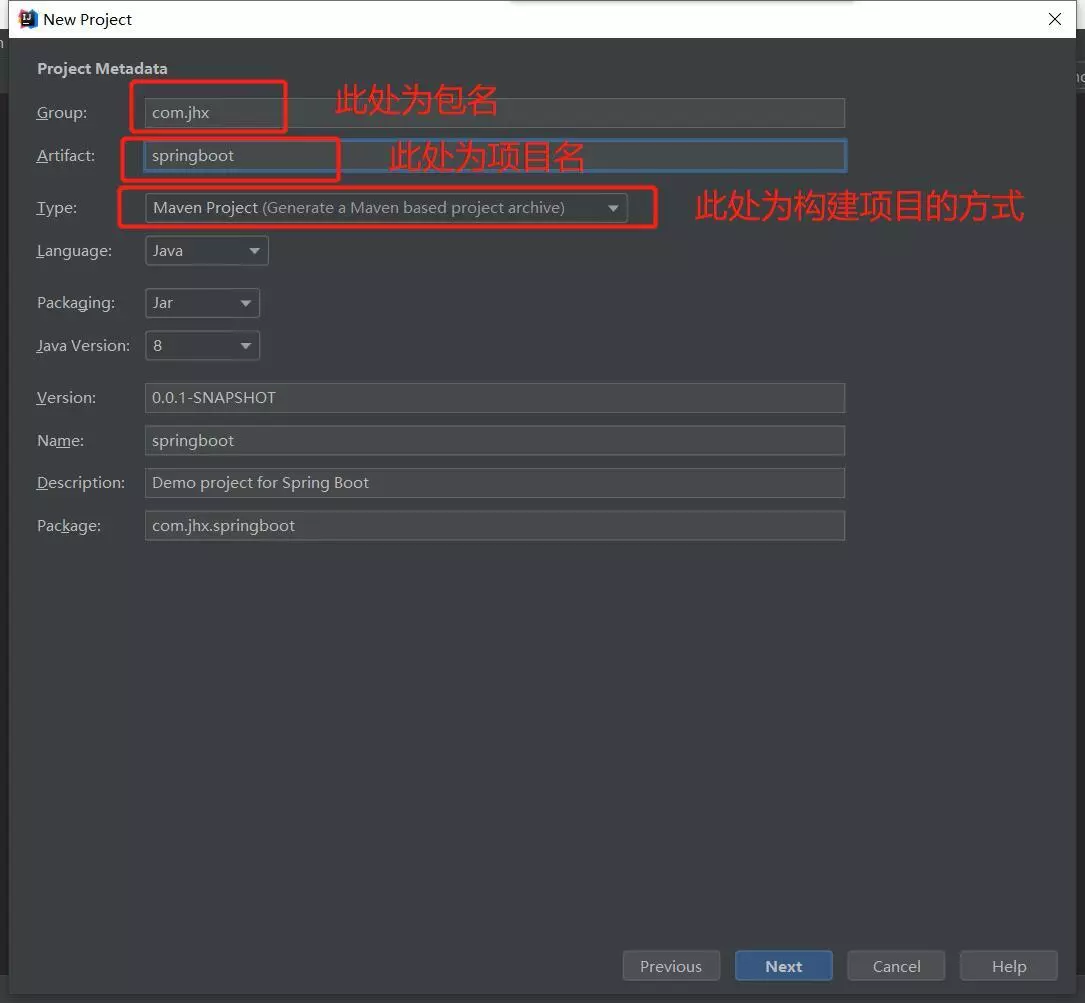 New Project
Project Metadata
Group: com.jhx 此处为包名
Artifact: springboot 此处为项目名
Type: Maven Project (Generate a Maven based project archive) 此处为构建项目的方式
Language: Java
Packaging: Jar
Java Version: 8
Version: 0.0.1-SNAPSHOT
Name: springboot
Description: Demo project for Spring Boot
Package: com.jhx.springboot
Previous Next Cancel Help